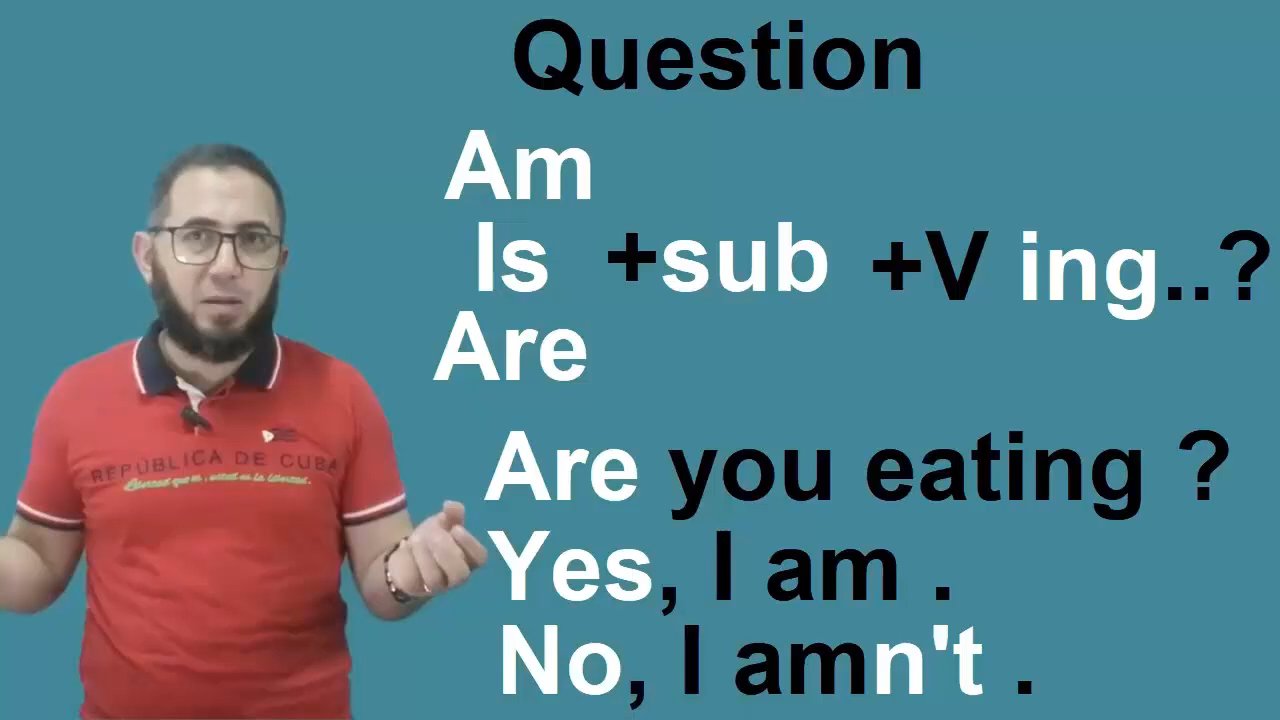 Question
Am
Is +sub +V ing..?
Are
Are you eating ?
Yes, I am .
No, I amn't .
REPÚBLICA DE CUBA